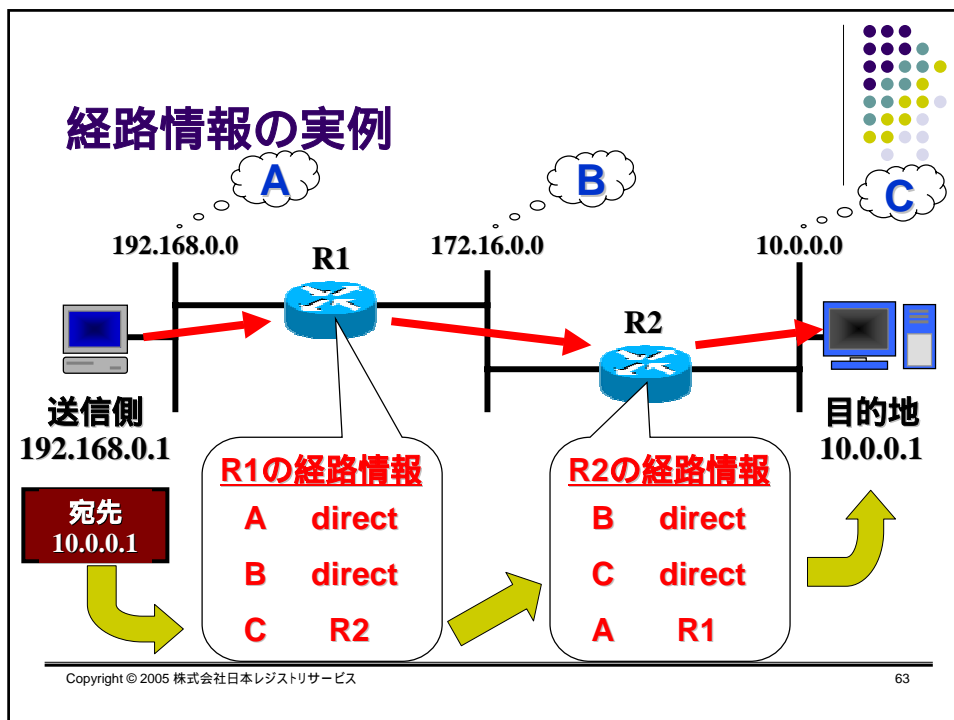 経路情報の実例
A
B
C
192.168.0.0
172.16.0.0
10.0.0.0
R1
R2
送信側
192.168.0.1
目的地
10.0.0.1
宛先
10.0.0.1
R1の経路情報
A direct
B direct
C R2
R2の経路情報
B direct
C direct
A R1
Copyright © 2005 株式会社日本レジストリサービス
63